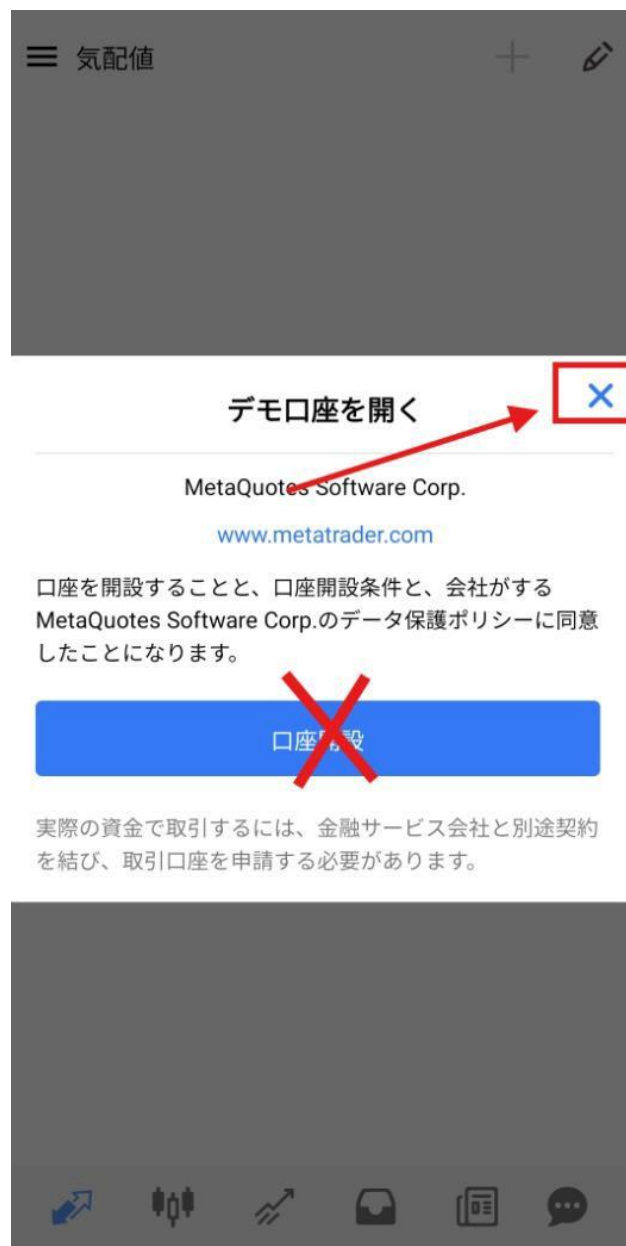 気配値
デモ口座を開く
MetaQuotes Software Corp.
www.metatrader.com
口座を開設することと、口座開設条件と、会社がする
MetaQuotes Software Corp.のデータ保護ポリシーに同意
したことになります。
口座開設
実際の資金で取引するには、金融サービス会社と別途契約
を結び、取引口座を申請する必要があります。